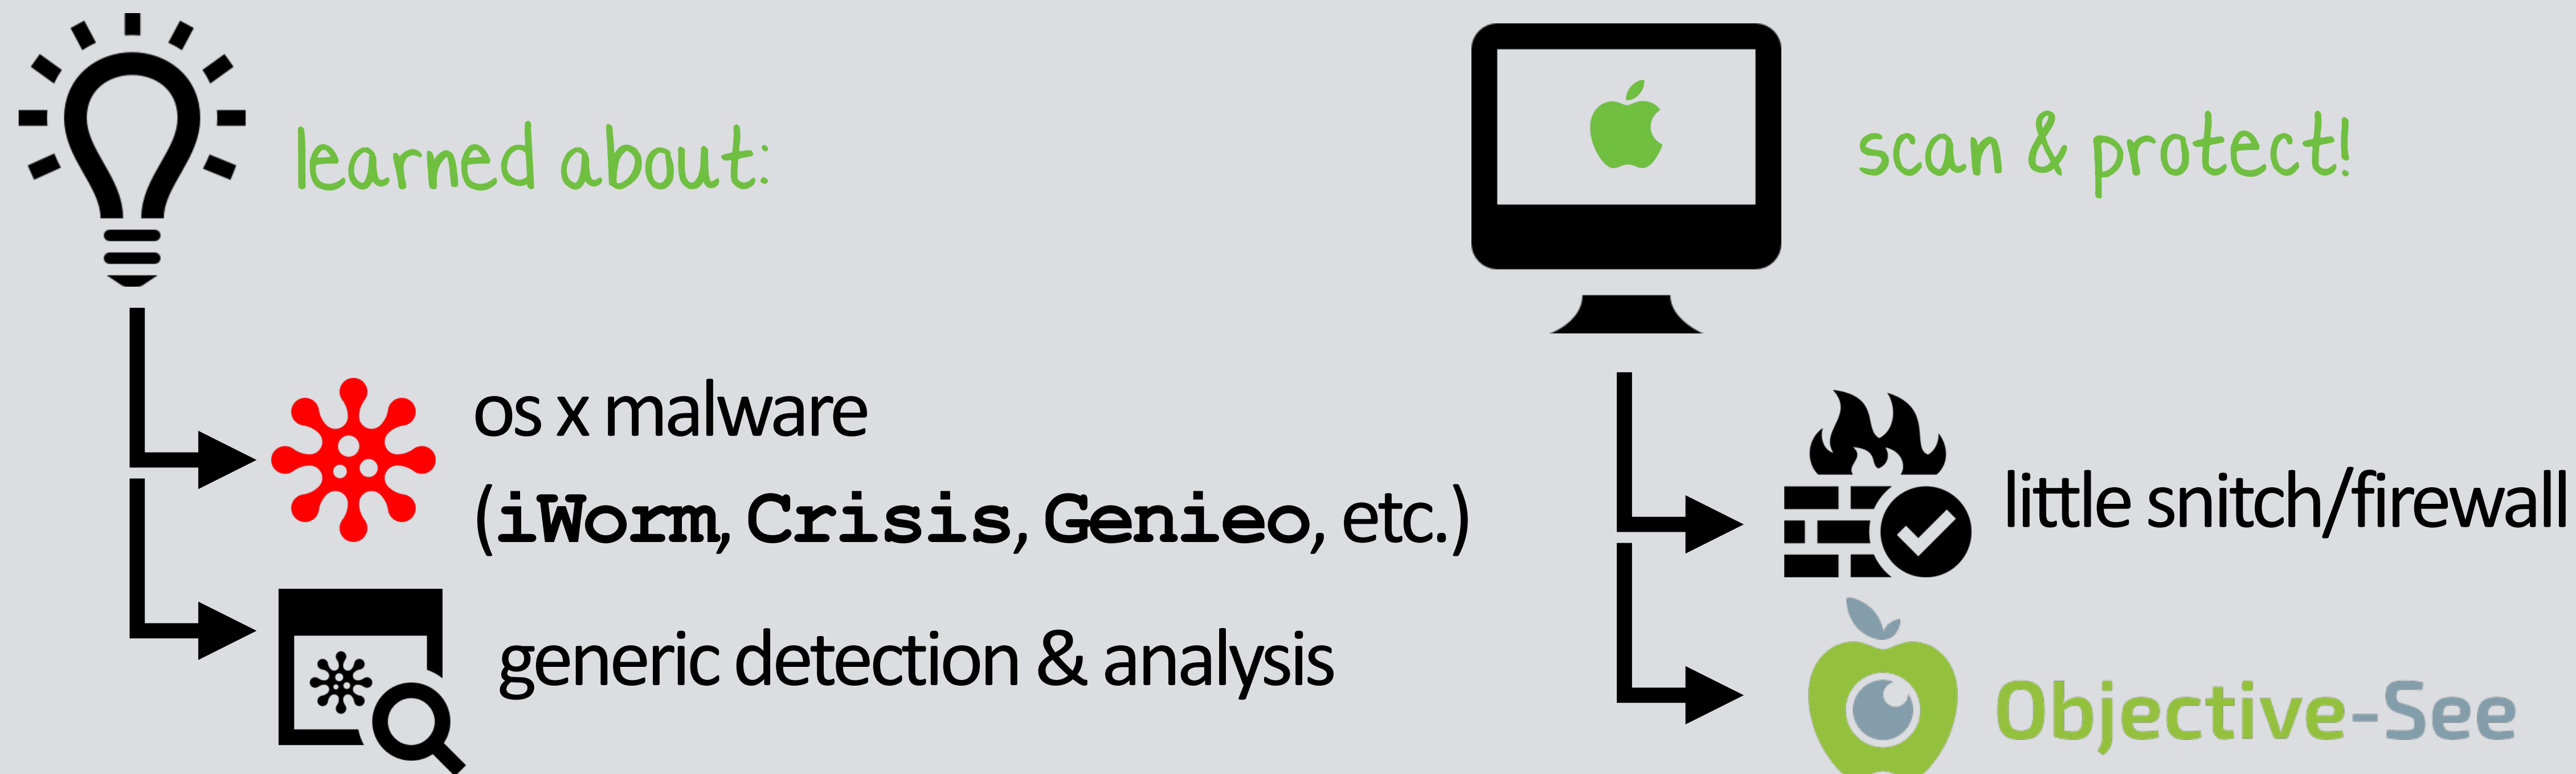 learned about:
os x malware
(iWorm, Crisis, Genieo, etc.)
generic detection & analysis
scan & protect!
little snitch/firewall
Objective-See